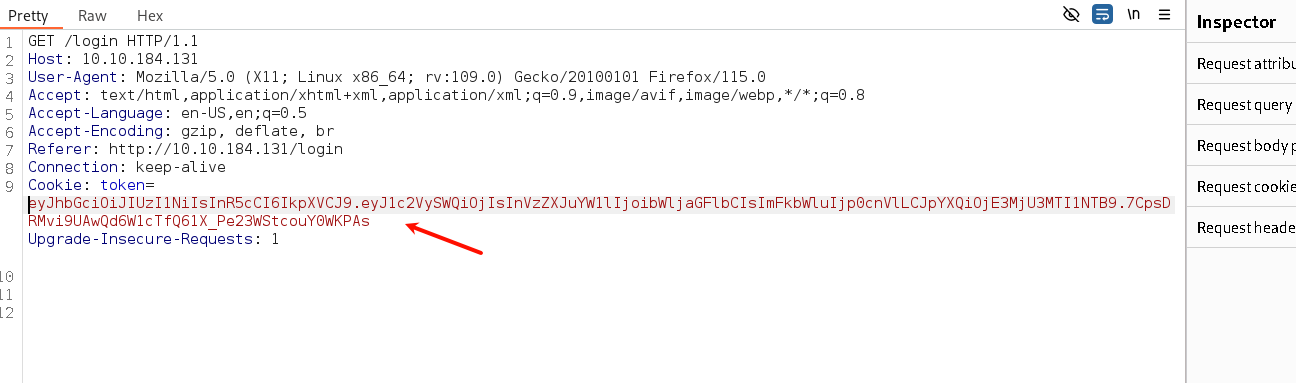 Pretty Raw Hex \n Inspector
1 GET /login HTTP/1.1
2 Host: 10.10.184.131
3 User-Agent: Mozilla/5.0 (X11; Linux x86_64; rv:109.0) Gecko/20100101 Firefox/115.0
4 Accept: text/html,application/xhtml+xml,application/xml;q=0.9,image/avif,image/webp,*/*;q=0.8
5 Accept-Language: en-US,en;q=0.5
6 Accept-Encoding: gzip, deflate, br
7 Referer: http://10.10.184.131/login
8 Connection: keep-alive
9 Cookie: token=
eyJhbGciOiJIUzI1NiIsInR5cCI6IkpXVCJ9.eyJ1c2VySWQiOjIsInVzZXJuYW1lIjoibWljaGFlbCIsImFkbWluIjp0cnVlLCJpYXQiOjE3MjU3MTI1NTB9.7CpsD
RMvi9UAwQd6W1cTfQ61X_Pe23WStcouY0WKPAs
Upgrade-Insecure-Requests: 1
10
11
12
Request attribu
Request query
Request body p
Request cookie
Request heade